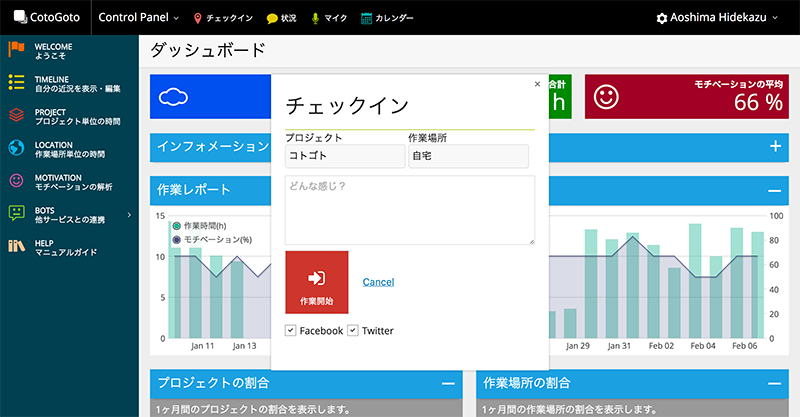 CotoGoto
Control Panel
チェックイン
状況
マイク
カレンダー
Aoshima Hidekazu
WELCOME
ようこそ
TIMELINE
自分の近況を表示・編集
PROJECT
プロジェクト単位の時間
LOCATION
作業場所単位の時間
MOTIVATION
モチベーションの解析
BOTS
他サービスとの連携
HELP
マニュアルガイド
ダッシュボード
合計
h
モチベーションの平均
66 %
インフォメーション
作業レポート
15
10
5
0
作業時間(h)
モチベーション(%)
Jan 11
Jan 13
Jan 29
Jan 31
Feb 02
Feb 04
Feb 06
100
80
60
40
20
0
×
チェックイン
プロジェクト
作業場所
コトゴト
自宅
どんな感じ？
作業開始
Cancel
Facebook
Twitter
プロジェクトの割合
1ヶ月間のプロジェクトの割合を表示します。
作業場所の割合
1ヶ月間の作業場所の割合を表示します。